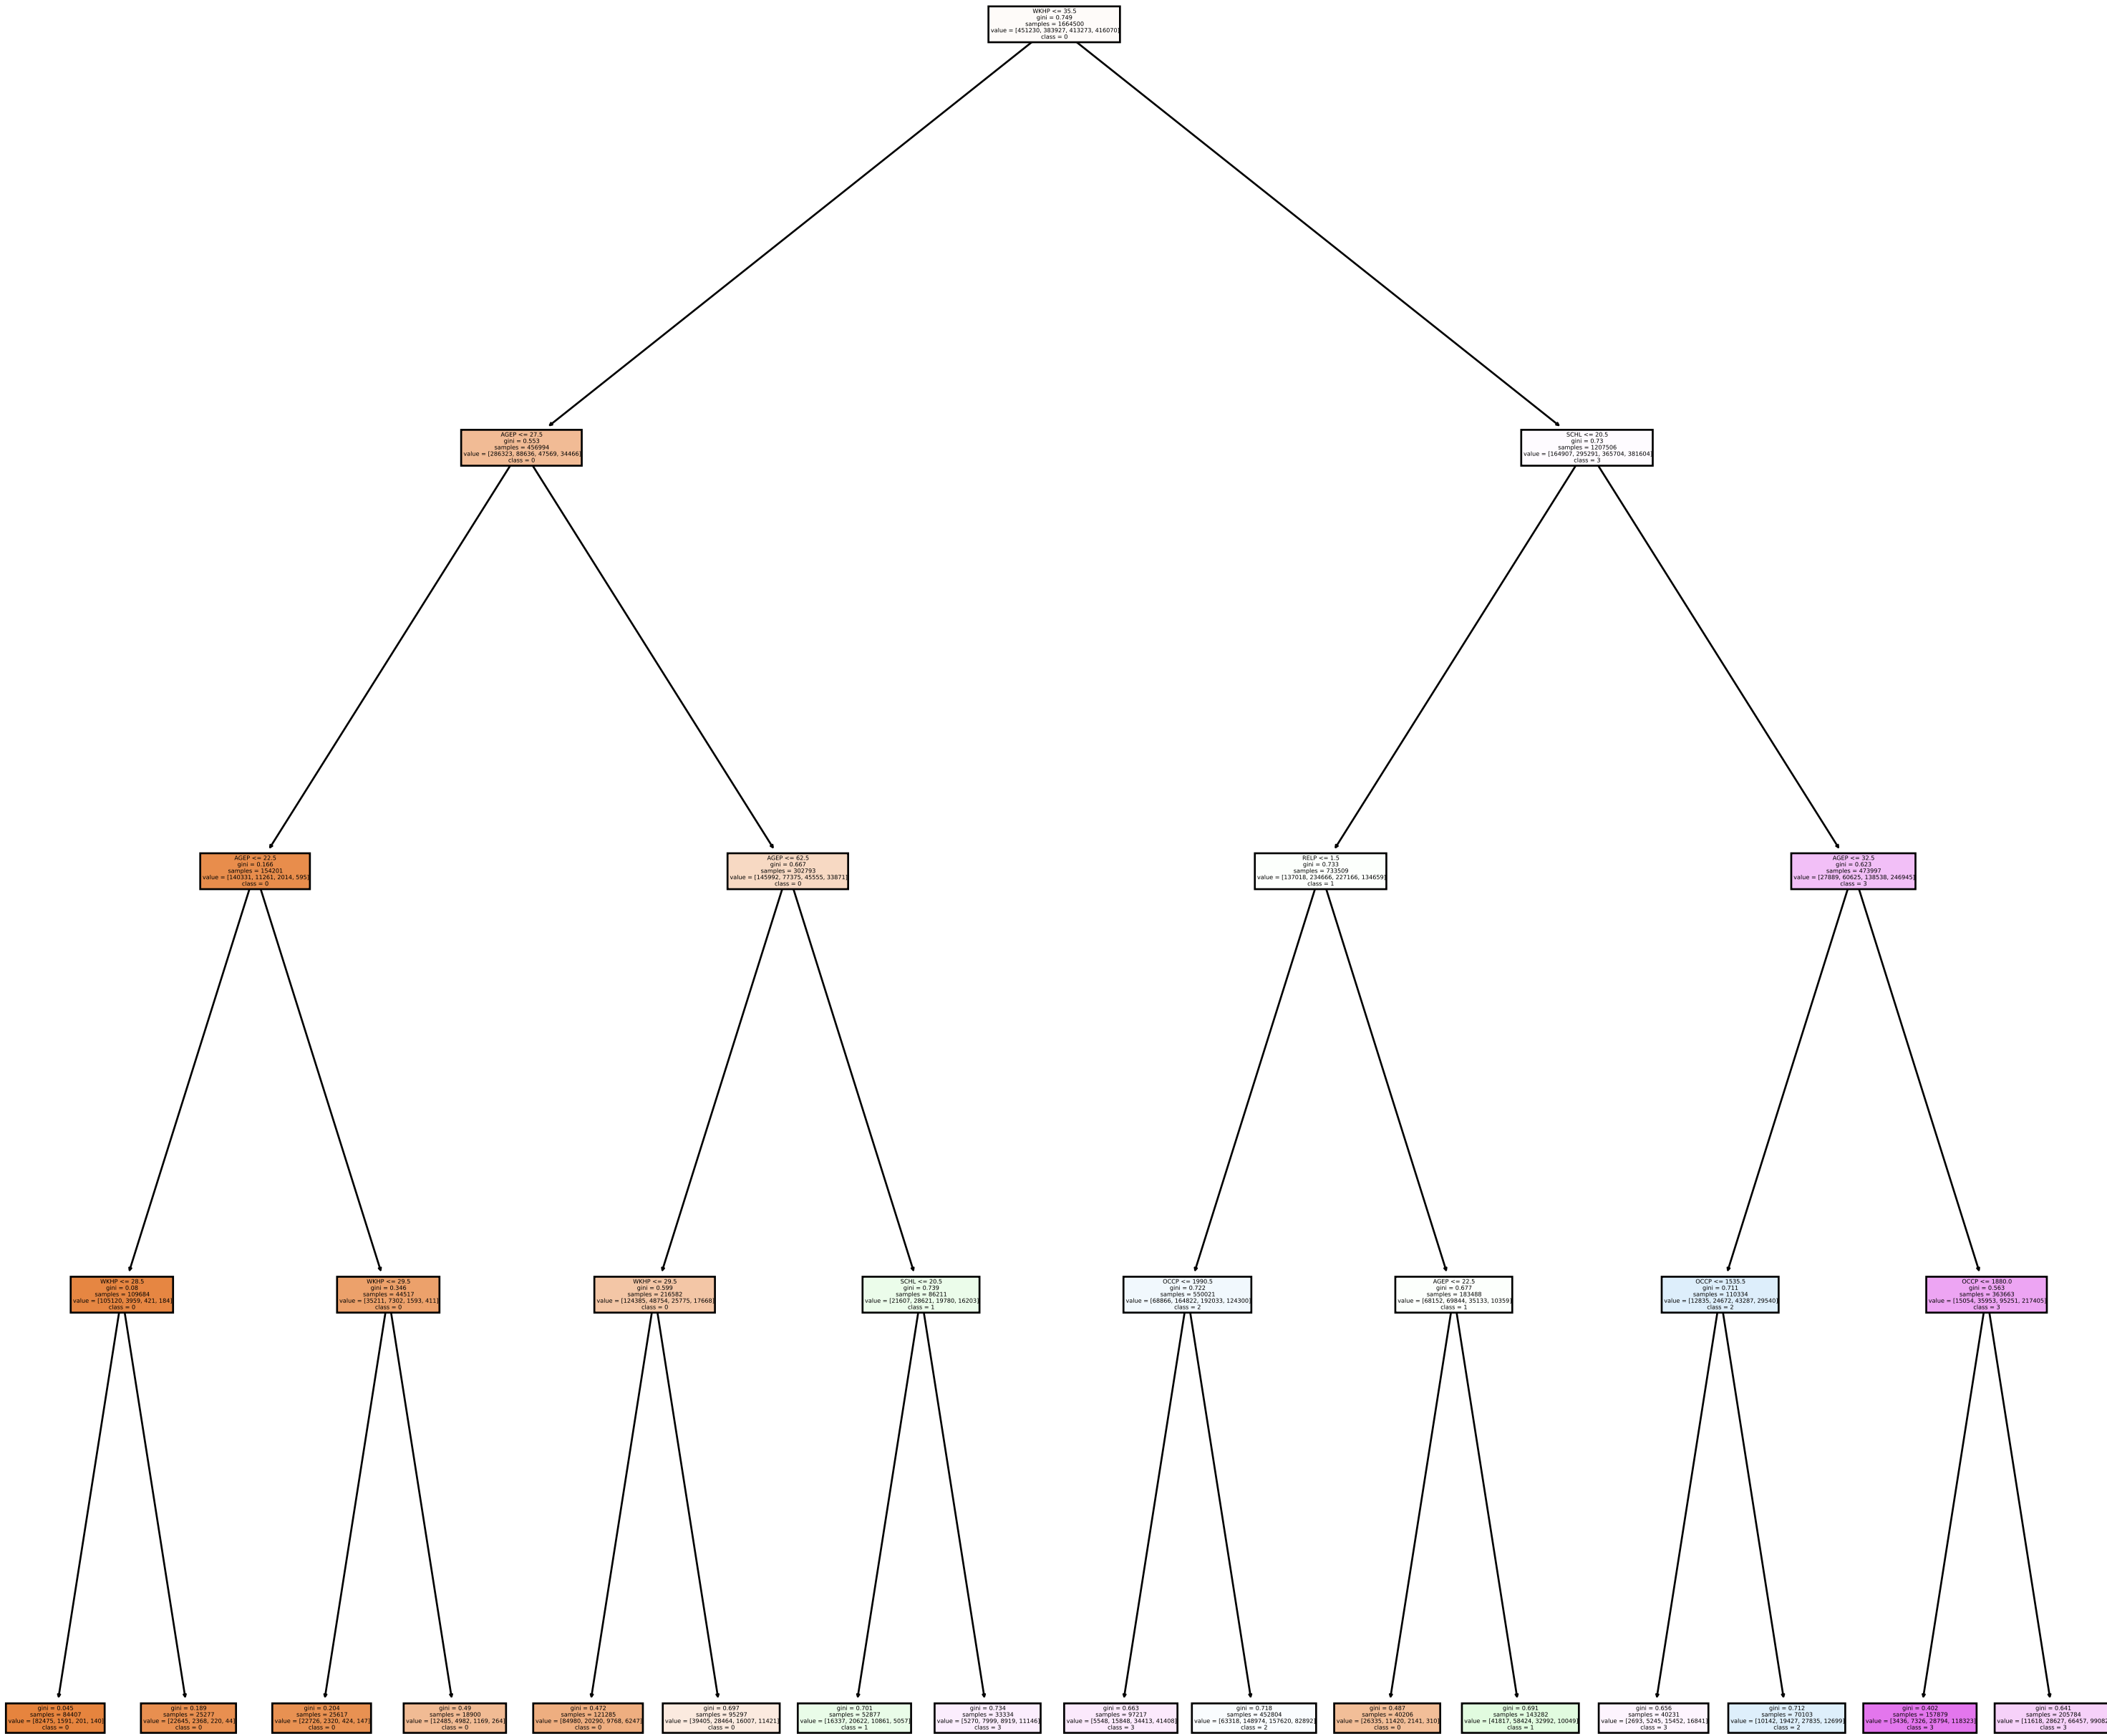 WKHP <= 35.5
gini = 0.749
samples = 1664500
value = [451230, 383927, 413273, 416070]
class = 0
AGEP <= 27.5
gini = 0.553
samples = 456994
value = [286323, 88636, 47569, 34466]
class = 0
SCHL <= 20.5
gini = 0.73
samples = 1207506
value = [164907, 295291, 365704, 381604]
class = 3
AGEP <= 22.5
gini = 0.166
samples = 154201
value = [140331, 11261, 2014, 595]
class = 0
AGEP <= 62.5
gini = 0.667
samples = 302793
value = [145992, 77375, 45555, 33871]
class = 0
RELP <= 1.5
gini = 0.733
samples = 733509
value = [137018, 234666, 227166, 134659]
class = 1
AGEP <= 32.5
gini = 0.623
samples = 473997
value = [27889, 60625, 138538, 246945]
class = 3
WKHP <= 28.5
gini = 0.08
samples = 109684
value = [105120, 3959, 421, 184]
class = 0
WKHP <= 29.5
gini = 0.346
samples = 44517
value = [35211, 7302, 1593, 411]
class = 0
WKHP <= 29.5
gini = 0.599
samples = 216582
value = [124385, 48754, 25775, 17668]
class = 0
SCHL <= 20.5
gini = 0.739
samples = 86211
value = [21607, 28621, 19780, 16203]
class = 1
OCCP <= 1990.5
gini = 0.722
samples = 550021
value = [68866, 164822, 192033, 124300]
class = 2
AGEP <= 22.5
gini = 0.677
samples = 183488
value = [68152, 69844, 35133, 10359]
class = 1
OCCP <= 1535.5
gini = 0.711
samples = 110334
value = [12835, 24672, 43287, 29540]
class = 2
OCCP <= 1880.0
gini = 0.563
samples = 363663
value = [15054, 35953, 95251, 217405]
class = 3
gini = 0.045
samples = 84407
value = [82475, 1591, 201, 140]
class = 0
gini = 0.189
samples = 25277
value = [22645, 2368, 220, 44]
class = 0
gini = 0.204
samples = 25617
value = [22726, 2320, 424, 147]
class = 0
gini = 0.49
samples = 18900
value = [12485, 4982, 1169, 264]
class = 0
gini = 0.472
samples = 121285
value = [84980, 20290, 9768, 6247]
class = 0
gini = 0.697
samples = 95297
value = [39405, 28464, 16007, 11421]
class = 0
gini = 0.701
samples = 52877
value = [16337, 20622, 10861, 5057]
class = 1
gini = 0.734
samples = 33334
value = [5270, 7999, 8919, 11146]
class = 3
gini = 0.663
samples = 97217
value = [5548, 15848, 34413, 41408]
class = 3
gini = 0.718
samples = 452804
value = [63318, 148974, 157620, 82892]
class = 2
gini = 0.487
samples = 40206
value = [26335, 11420, 2141, 310]
class = 0
gini = 0.691
samples = 143282
value = [41817, 58424, 32992, 10049]
class = 1
gini = 0.656
samples = 40231
value = [2693, 5245, 15452, 16841]
class = 3
gini = 0.712
samples = 70103
value = [10142, 19427, 27835, 12699]
class = 2
gini = 0.402
samples = 157879
value = [3436, 7326, 28794, 118323]
class = 3
gini = 0.641
samples = 205784
value = [11618, 28627, 66457, 99082
class = 3